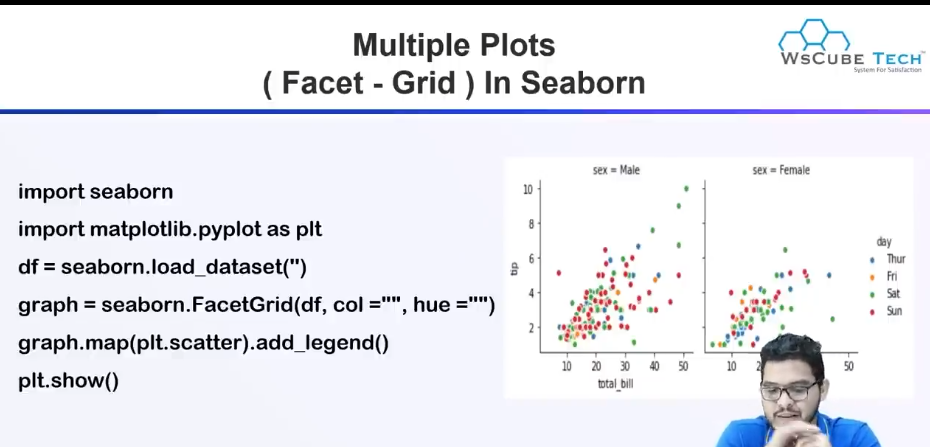 Multiple Plots
( Facet - Grid ) In Seaborn
WsCube Tech
System For Satisfaction
import seaborn
import matplotlib.pyplot as plt
df = seaborn.load_dataset('')
graph = seaborn.FacetGrid(df, col ="", hue ="")
graph.map(plt.scatter).add_legend()
plt.show()
sex = Male
sex = Female
10
8
6
4
2
tip
10 20 30 40 50
total_bill
10
50
day
Thur
Fri
Sat
Sun